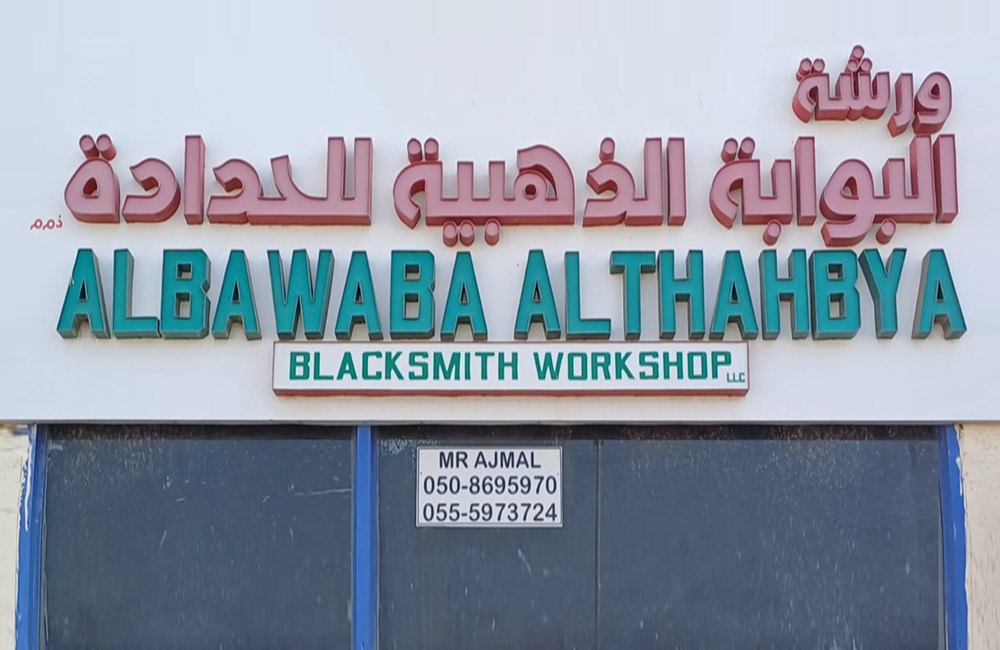 ورشة
البوابة الذهبية للحدادة
ذ.م.م
ALBAWABA ALTHAHBYA
BLACKSMITH WORKSHOP LLC
MR AJMAL
050-8695970
055-5973724